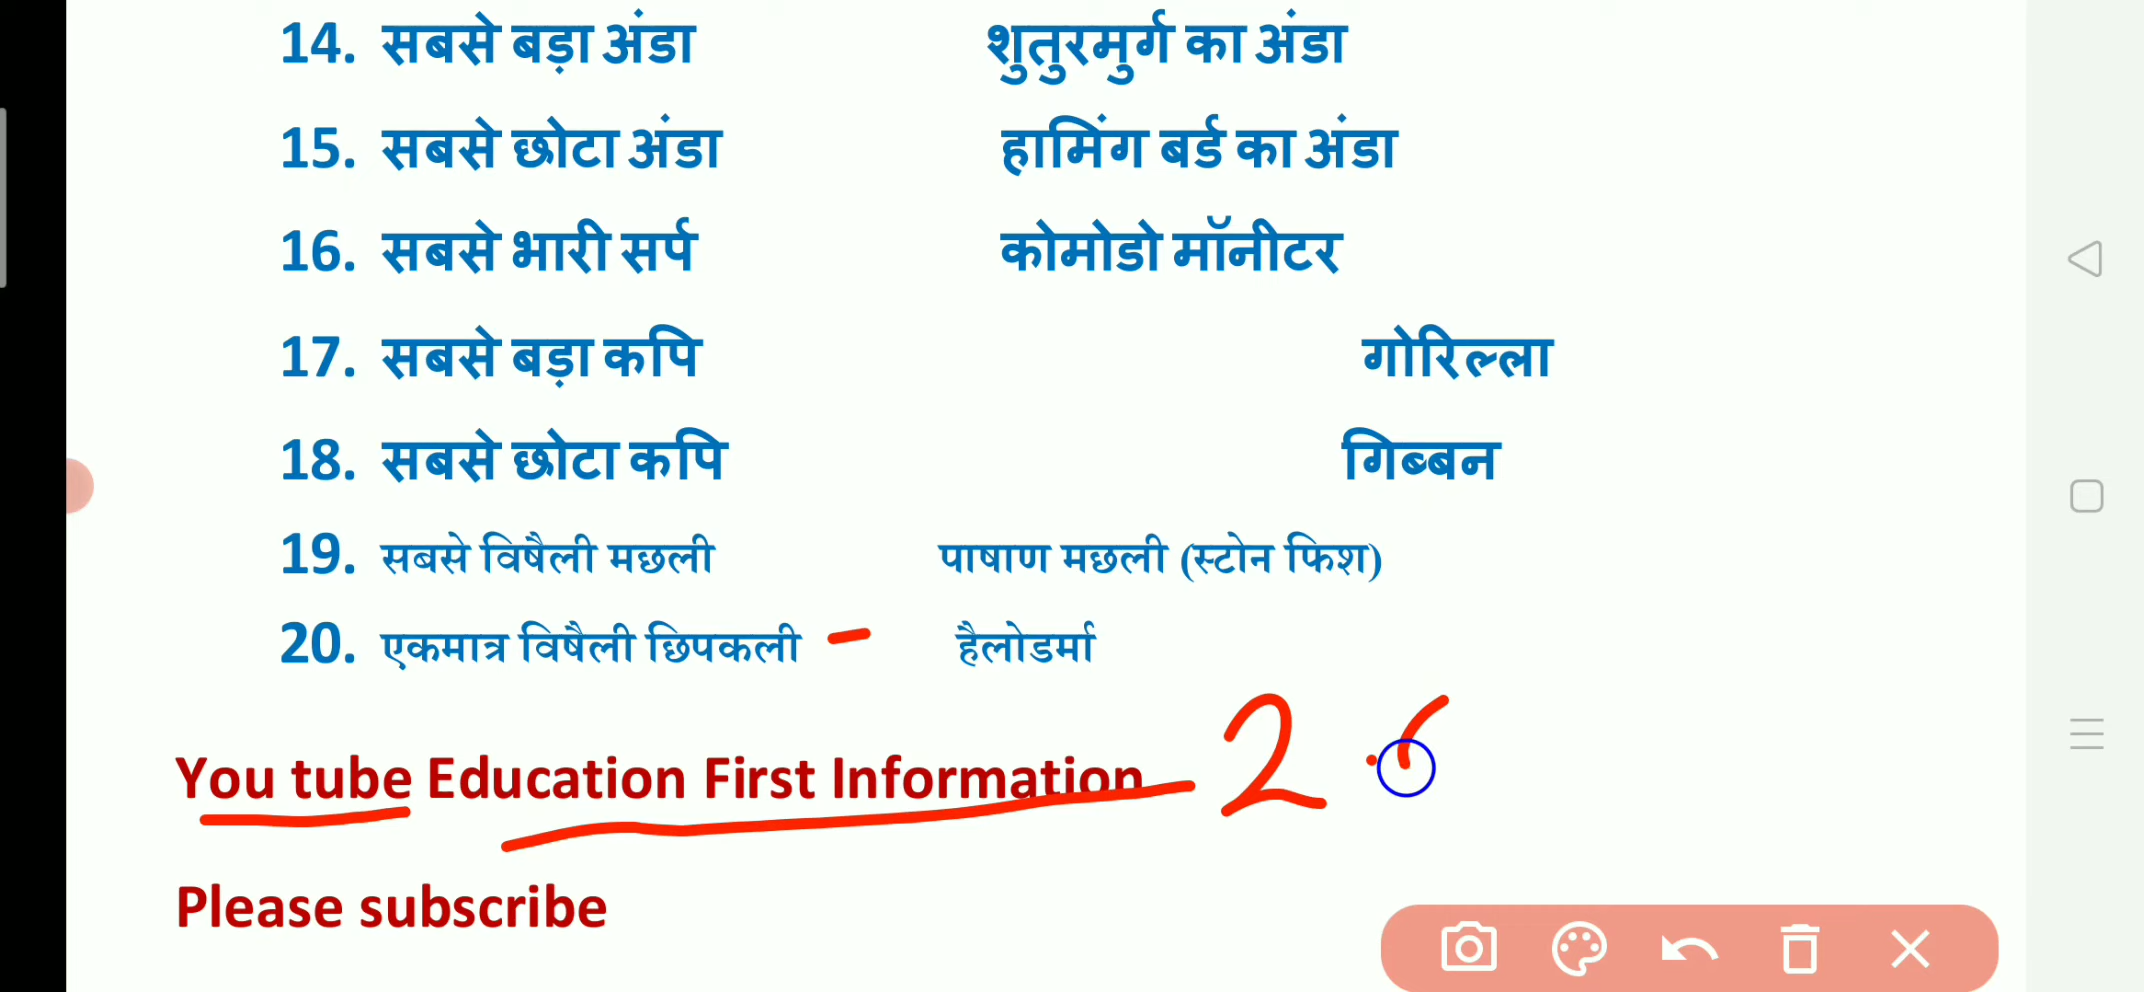 14. सबसे बड़ा अंडा शुतुरमुर्ग का अंडा
15. सबसे छोटा अंडा हामिंग बर्ड का अंडा
16. सबसे भारी सर्प कोमोडो मॉनीटर
17. सबसे बड़ा कपि गोरिल्ला
18. सबसे छोटा कपि गिब्बन
19. सबसे विषैली मछली पाषाण मछली (स्टोन फिश)
20. एकमात्र विषैली छिपकली - हैलोडर्मा
You tube Education First Information 2.
Please subscribe